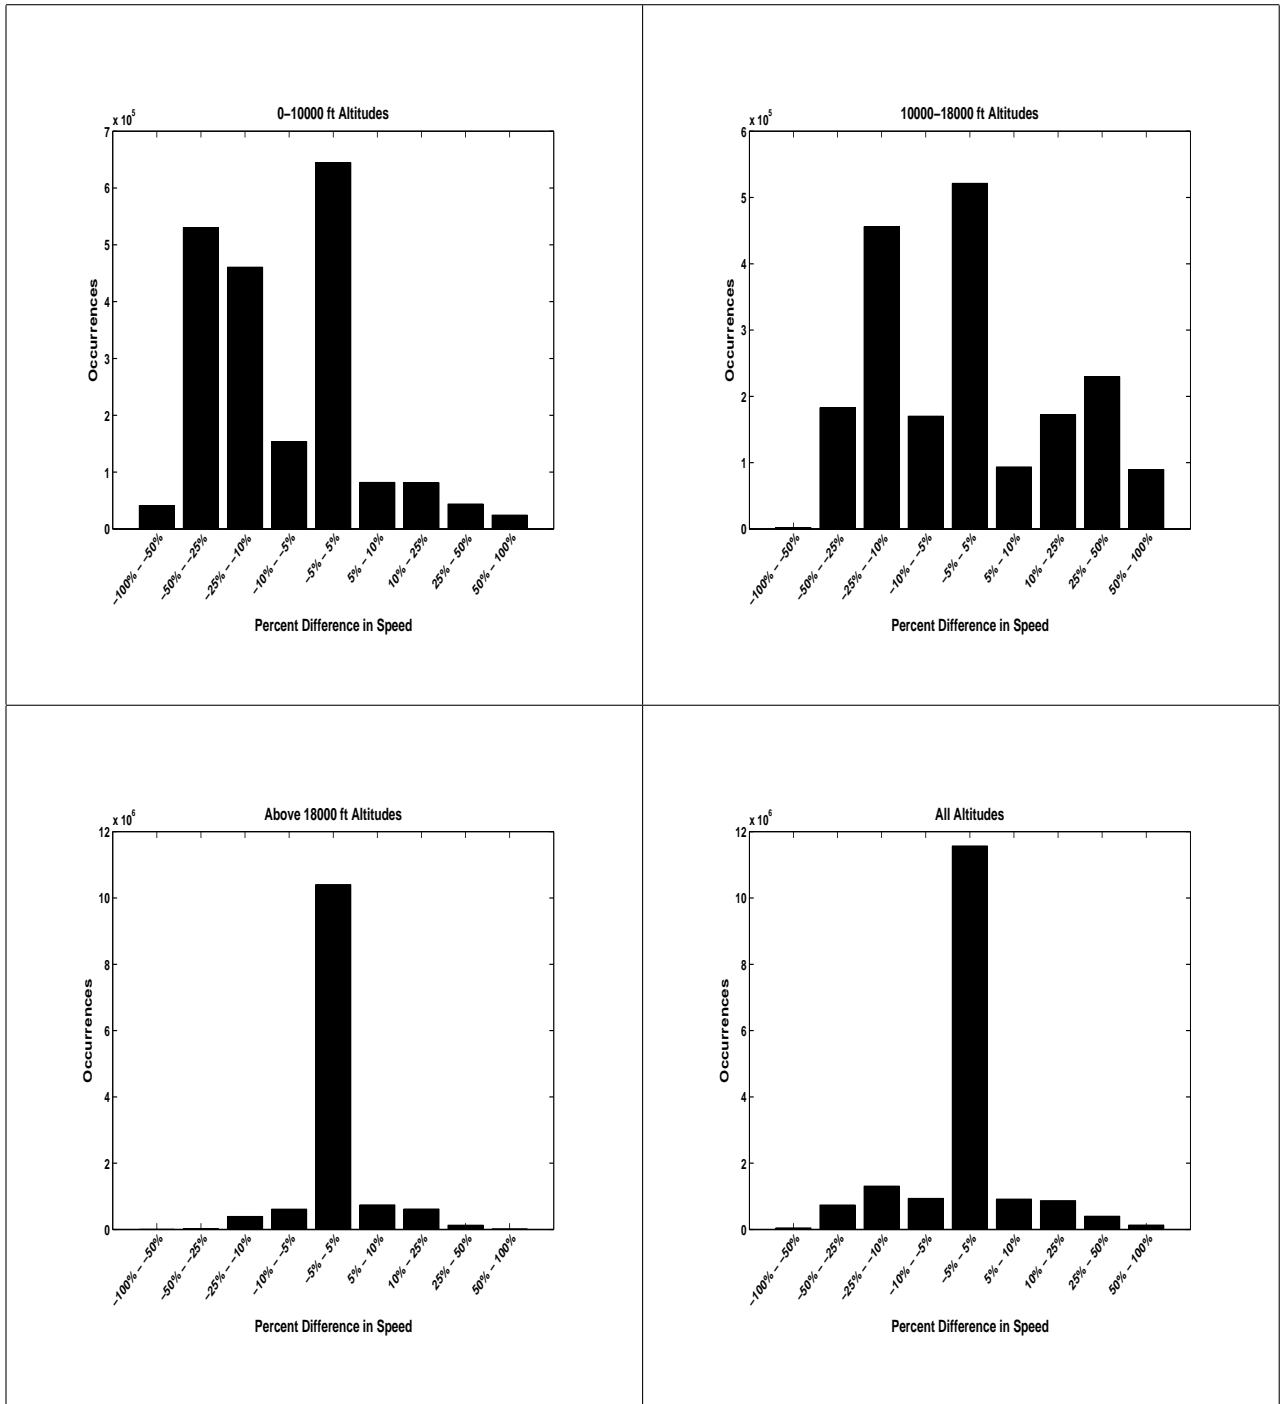 0–10000 ft Altitudes
x 10^5
7
6
5
4
3
2
1
0
Occurrences
–100% – –50%
–50% – –25%
–25% – –10%
–10% – –5%
–5% – 5%
5% – 10%
10% – 25%
25% – 50%
50% – 100%
Percent Difference in Speed
10000–18000 ft Altitudes
x 10^5
6
5
4
3
2
1
0
Occurrences
–100% – –50%
–50% – –25%
–25% – –10%
–10% – –5%
–5% – 5%
5% – 10%
10% – 25%
25% – 50%
50% – 100%
Percent Difference in Speed
Above 18000 ft Altitudes
x 10^6
12
10
8
6
4
2
0
Occurrences
–100% – –50%
–50% – –25%
–25% – –10%
–10% – –5%
–5% – 5%
5% – 10%
10% – 25%
25% – 50%
50% – 100%
Percent Difference in Speed
All Altitudes
x 10^6
12
10
8
6
4
2
0
Occurrences
–100% – –50%
–50% – –25%
–25% – –10%
–10% – –5%
–5% – 5%
5% – 10%
10% – 25%
25% – 50%
50% – 100%
Percent Difference in Speed